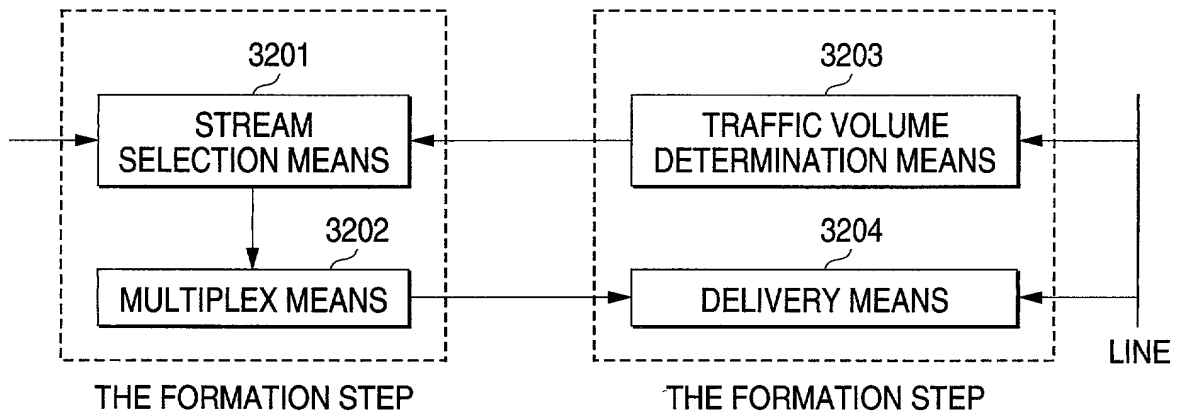 3201
STREAM
SELECTION MEANS
3202
MULTIPLEX MEANS
THE FORMATION STEP
3203
TRAFFIC VOLUME
DETERMINATION MEANS
3204
DELIVERY MEANS
THE FORMATION STEP
LINE